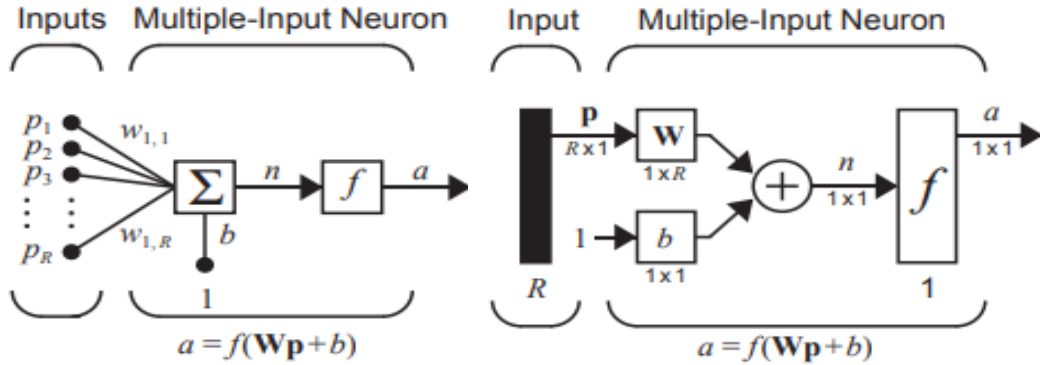 Inputs Multiple-Input Neuron
p1 w1,1
p2
p3 Σ n f a
pR w1,R b
1
a = f(Wp+b)
Input Multiple-Input Neuron
p a
R x 1 W 1 x 1
1 x R n
+ 1 x 1 f
1 b
1 x 1
R 1
a = f(Wp+b)